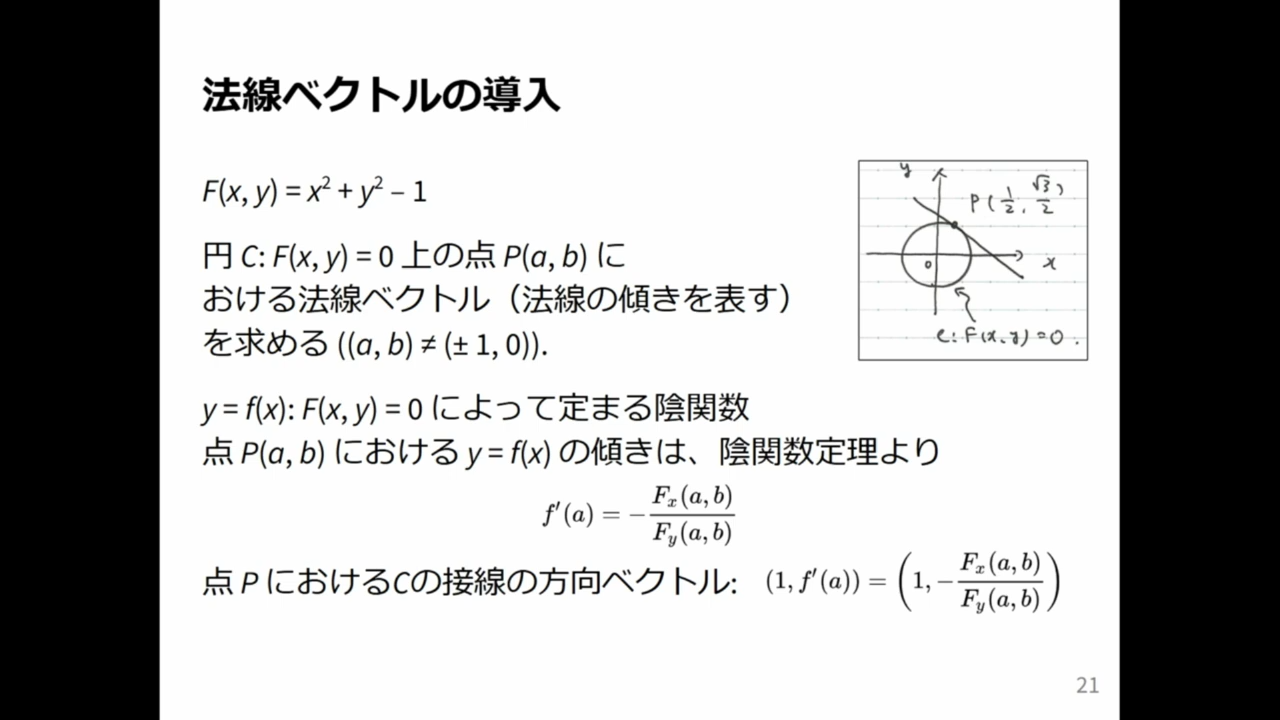 法線ベクトルの導入
F(x, y) = x² + y² – 1
円 C: F(x, y) = 0 上の点 P(a, b) に
おける法線ベクトル（法線の傾きを表す）
を求める ((a, b) ≠ (± 1, 0)).
y
P(1/2, √3/2)
x
0
C: F(x, y) = 0.
y = f(x): F(x, y) = 0 によって定まる陰関数
点 P(a, b) における y = f(x) の傾きは、陰関数定理より
f′(a) = −F_x(a, b)/F_y(a, b)
点 P におけるCの接線の方向ベクトル: (1, f′(a)) = (1, −F_x(a, b)/F_y(a, b))
21